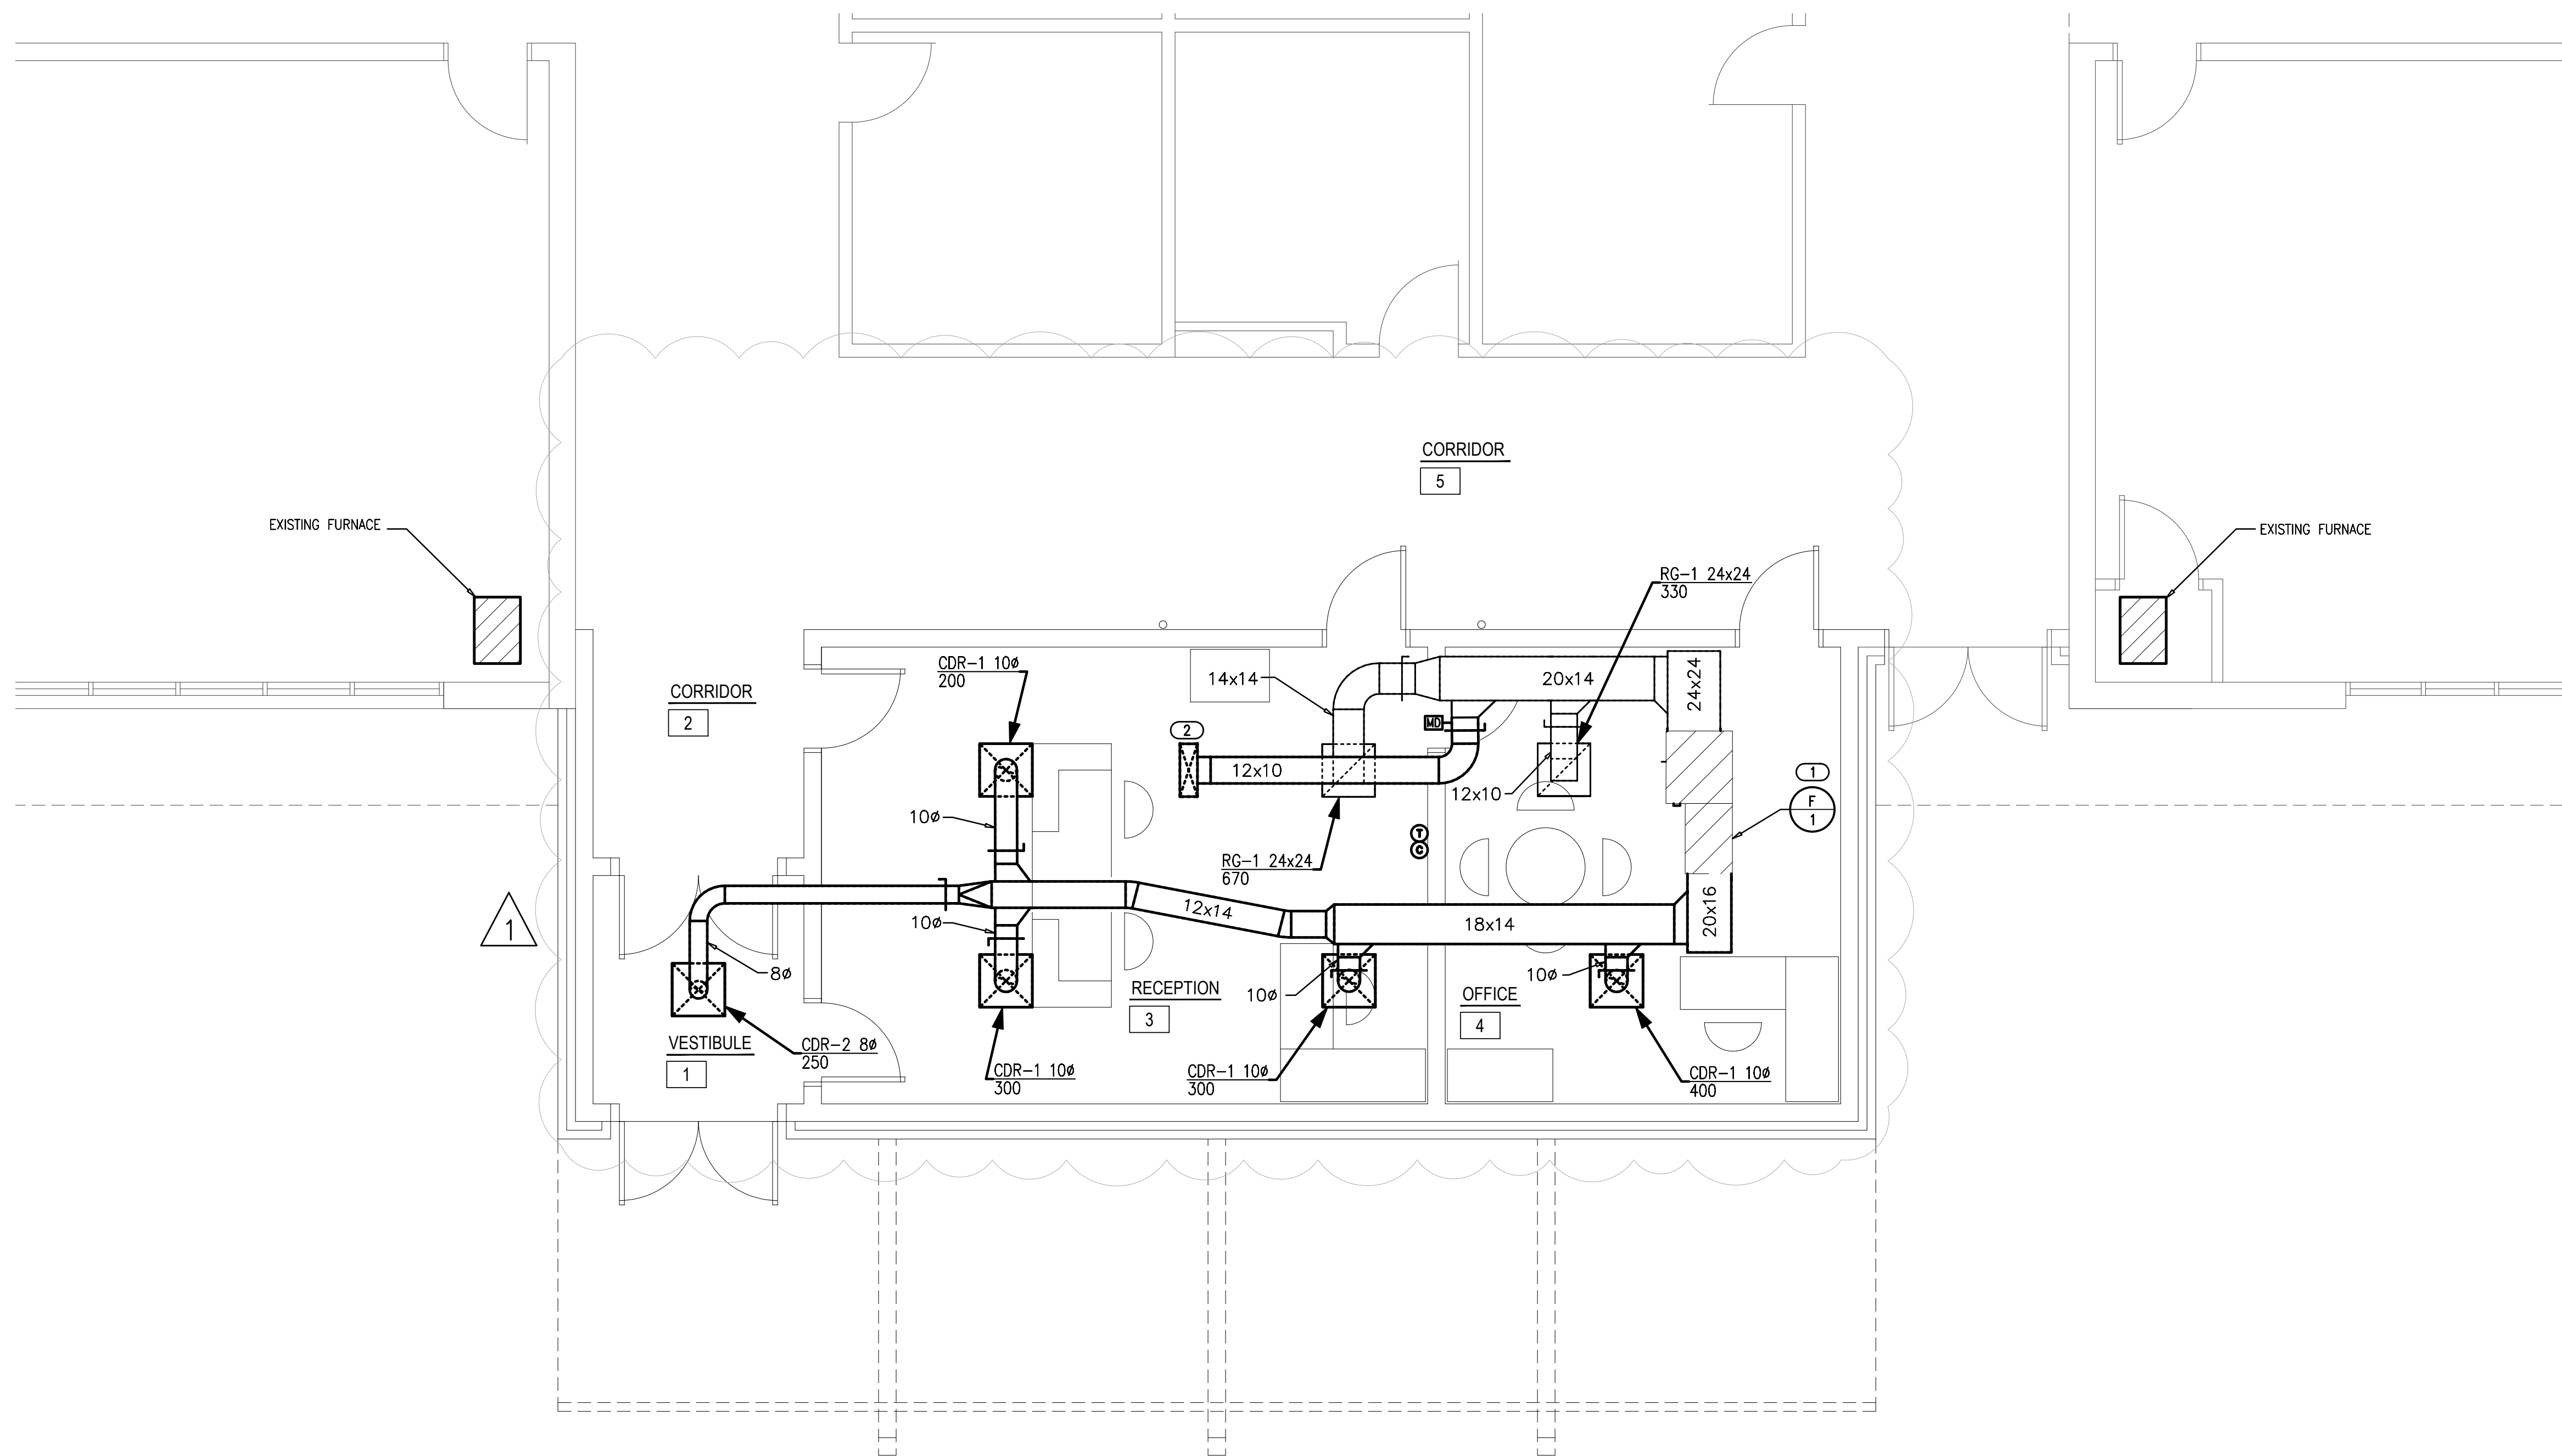 CORRIDOR
5
EXISTING FURNACE
EXISTING FURNACE
RG-1 24x24
330
CDR-1 10ø
200
14x14
20x14
24x24
CORRIDOR
2
MD
2
12x10
12x10
1
F
1
10ø
T
C
RG-1 24x24
670
12x14
18x14
20x16
1
10ø
8ø
10ø
10ø
RECEPTION
3
OFFICE
4
VESTIBULE
1
CDR-2 8ø
250
CDR-1 10ø
300
CDR-1 10ø
300
CDR-1 10ø
400